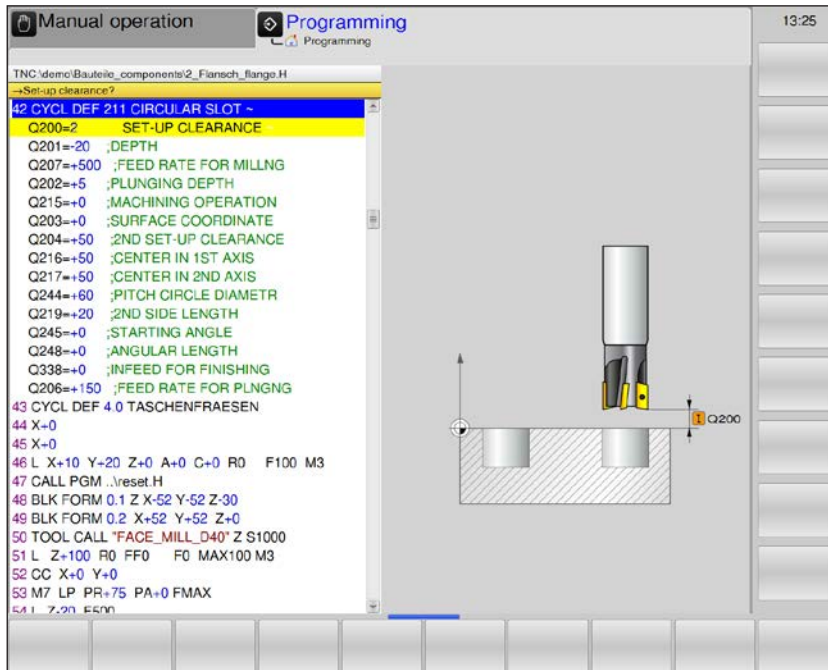 Manual operation
Programming
Programming
13:25
TNC:\demo\Bauteile_components\2_Flansch_flange.H
→Set-up clearance?
42 CYCL DEF 211 CIRCULAR SLOT ~
Q200=2 SET-UP CLEARANCE ~
Q201=-20 ;DEPTH
Q207=+500 ;FEED RATE FOR MILLNG
Q202=+5 ;PLUNGING DEPTH
Q215=+0 ;MACHINING OPERATION
Q203=+0 ;SURFACE COORDINATE
Q204=+50 ;2ND SET-UP CLEARANCE
Q216=+50 ;CENTER IN 1ST AXIS
Q217=+50 ;CENTER IN 2ND AXIS
Q244=+60 ;PITCH CIRCLE DIAMETR
Q219=+20 ;2ND SIDE LENGTH
Q245=+0 ;STARTING ANGLE
Q248=+0 ;ANGULAR LENGTH
Q338=+0 ;INFEED FOR FINISHING
Q206=+150 ;FEED RATE FOR PLNGNG
43 CYCL DEF 4.0 TASCHENFRAESEN
44 X+0
45 X+0
46 L X+10 Y+20 Z+0 A+0 C+0 R0 F100 M3
47 CALL PGM ..\reset.H
48 BLK FORM 0.1 Z X-52 Y-52 Z-30
49 BLK FORM 0.2 X+52 Y+52 Z+0
50 TOOL CALL "FACE_MILL_D40" Z S1000
51 L Z+100 R0 FF0 F0 MAX100 M3
52 CC X+0 Y+0
53 M7 LP PR+75 PA+0 FMAX
54 L Z-20 F500
Q200